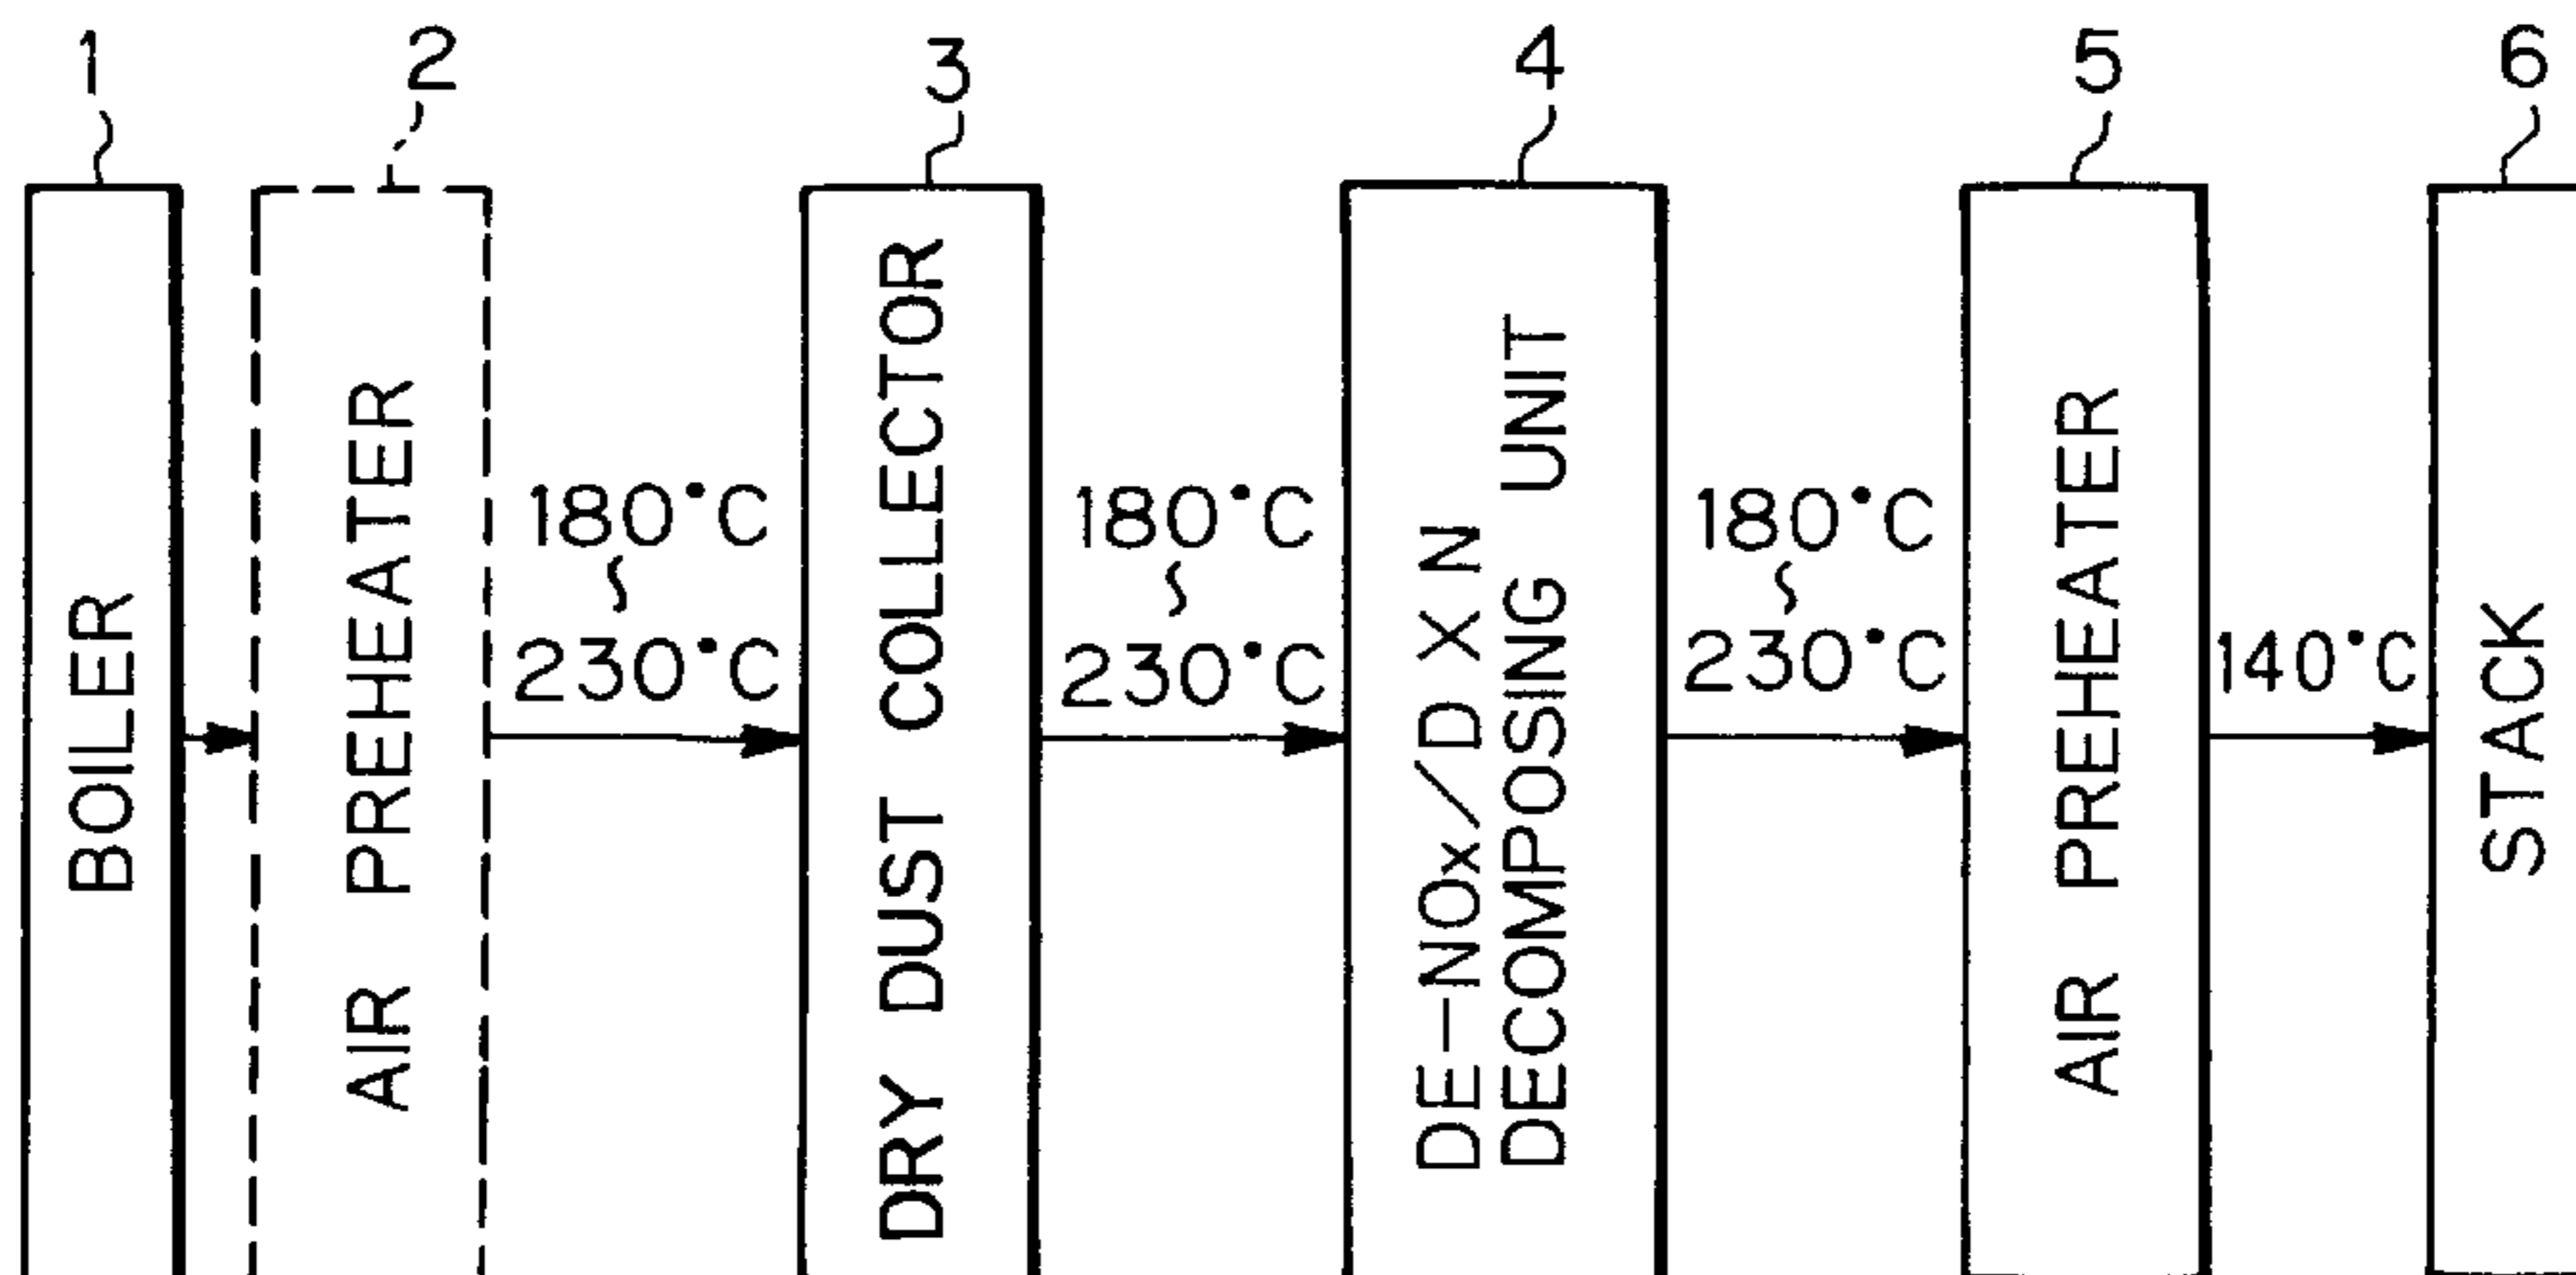 1
2
3
4
5
6
BOILER
AIR PREHEATER
180°C
~
230°C
DRY DUST COLLECTOR
180°C
~
230°C
DE-NOx/DXN
DECOMPOSING UNIT
180°C
~
230°C
AIR PREHEATER
140°C
STACK